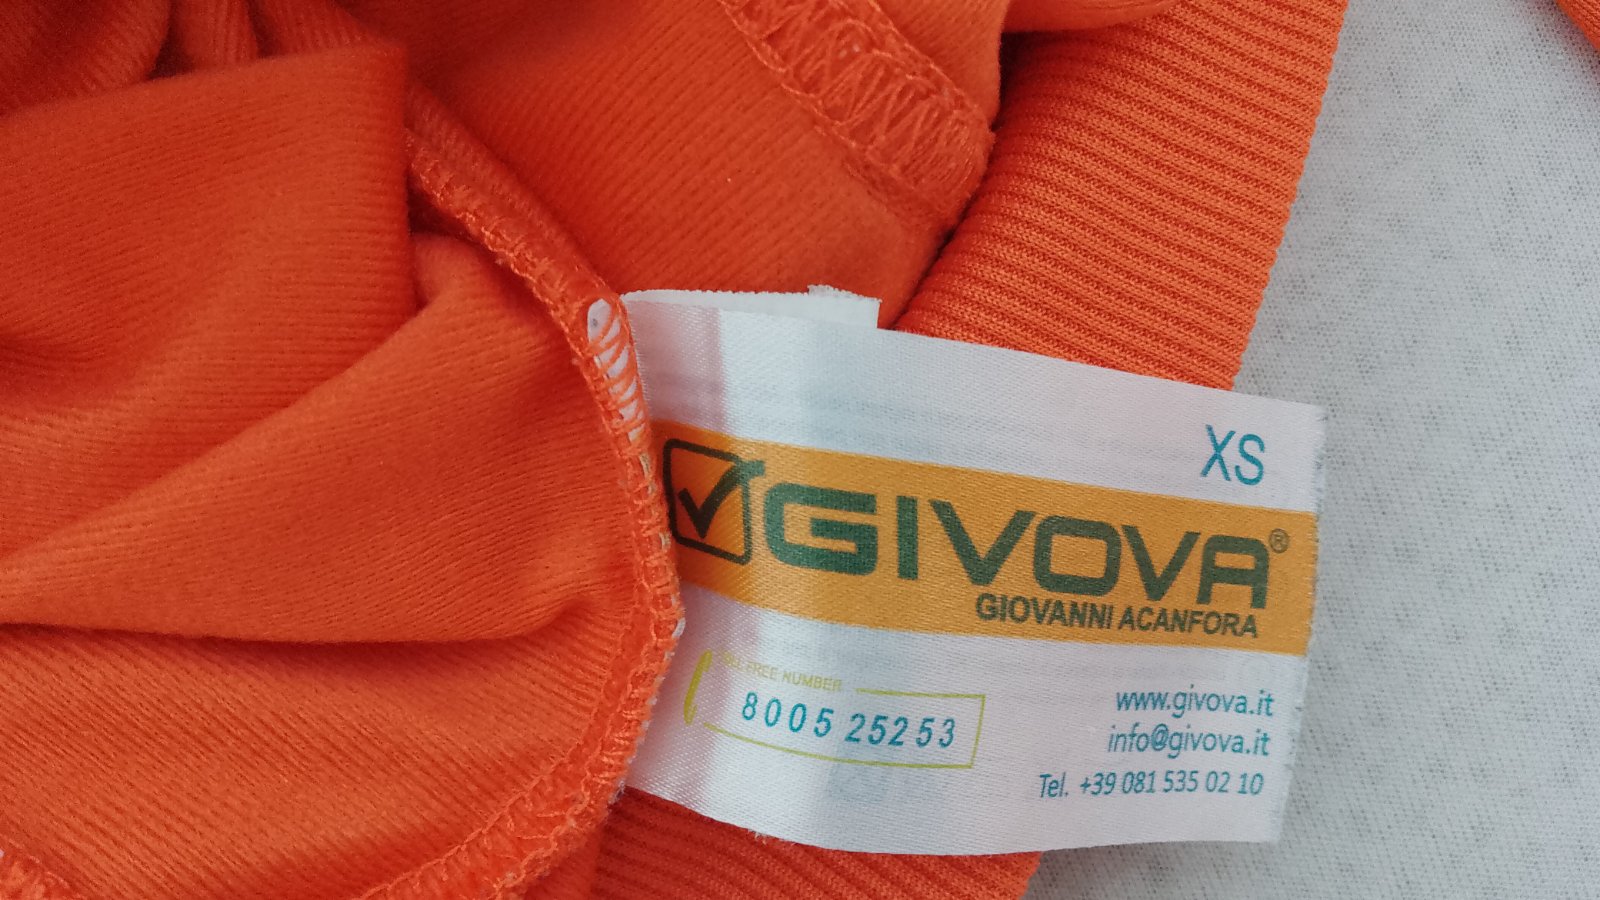 XS
GIVOVA®
GIOVANNI ACANFORA
TOLL FREE NUMBER
8005 25253
www.givova.it
info@givova.it
Tel. +39 081 535 02 10